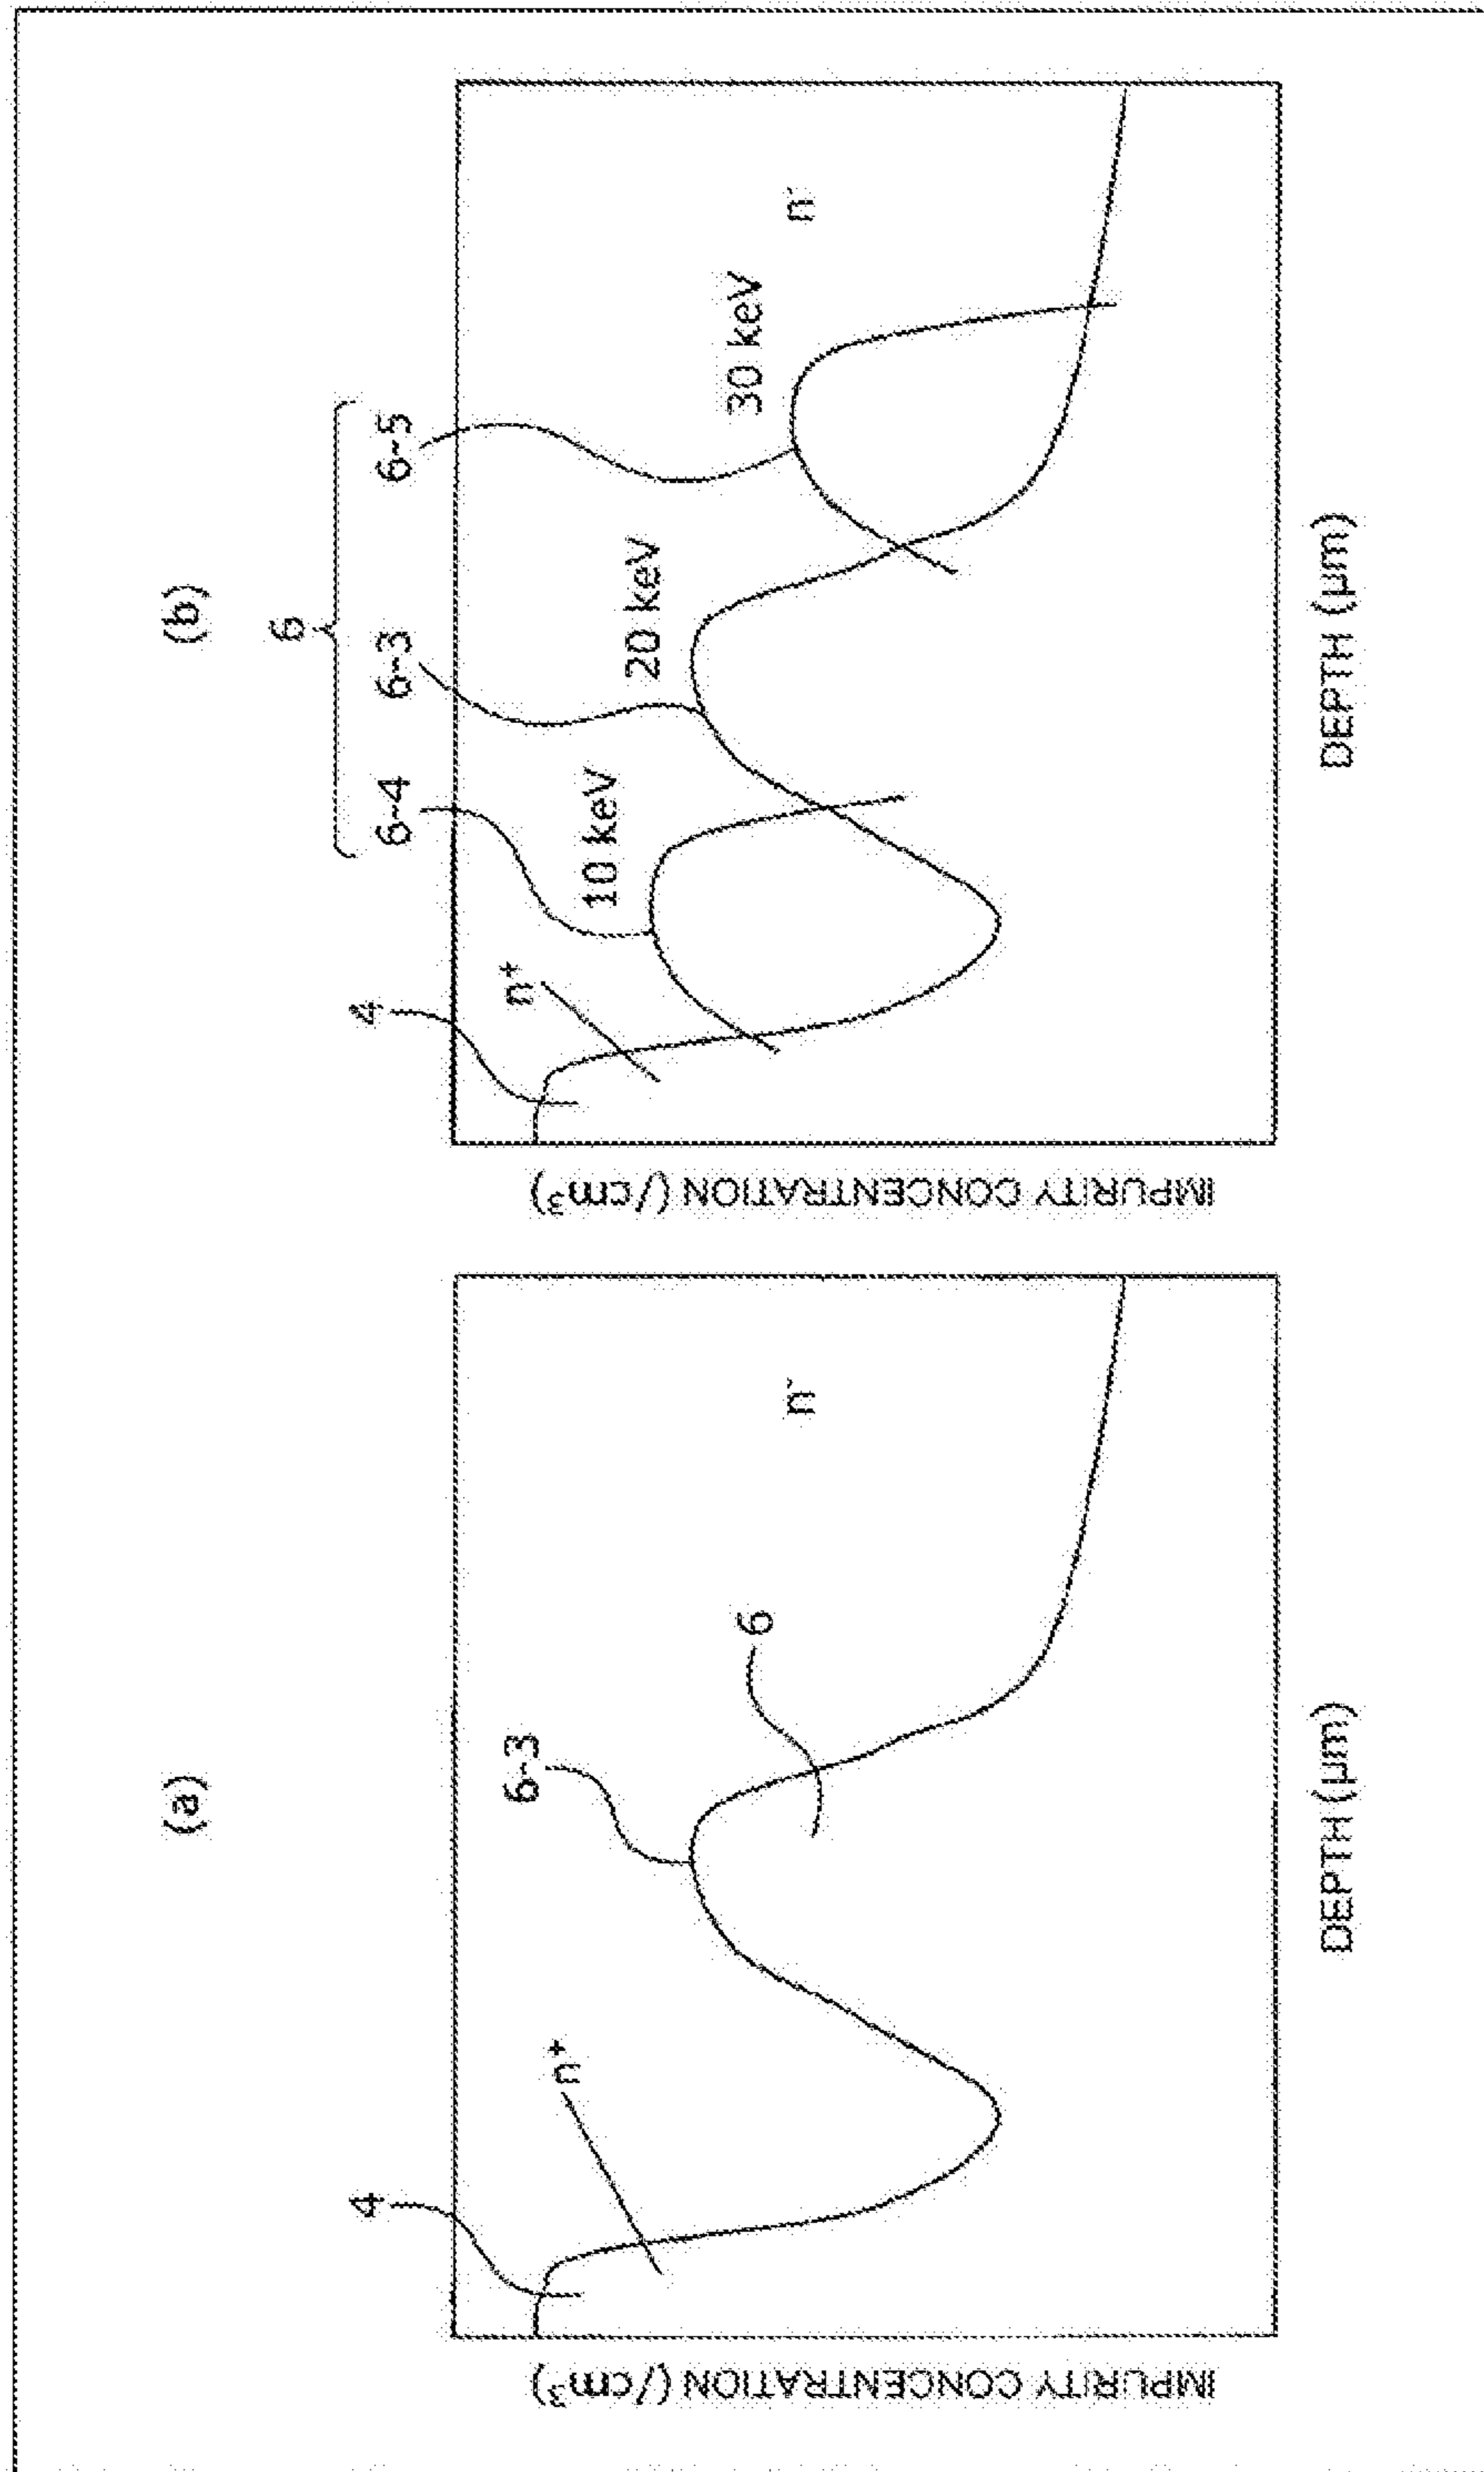 (a)
4
n⁺
6-3
6
n⁻
IMPURITY CONCENTRATION (/cm³)
DEPTH (μm)
(b)
6
6-4
6-3
6-5
4
n⁺
10 keV
20 keV
30 keV
n⁻
IMPURITY CONCENTRATION (/cm³)
DEPTH (μm)